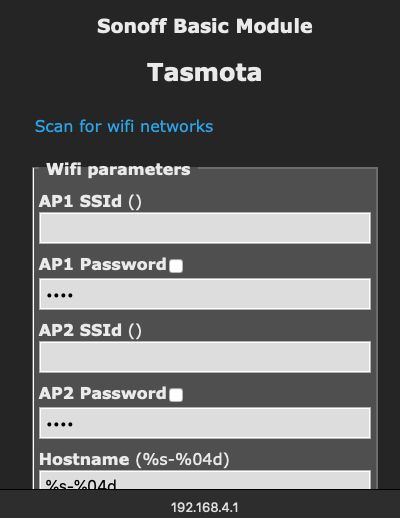 Sonoff Basic Module
Tasmota
Scan for wifi networks
Wifi parameters
AP1 SSId ()
AP1 Password
••••
AP2 SSId ()
AP2 Password
••••
Hostname (%s-%04d)
%s-%04d
192.168.4.1